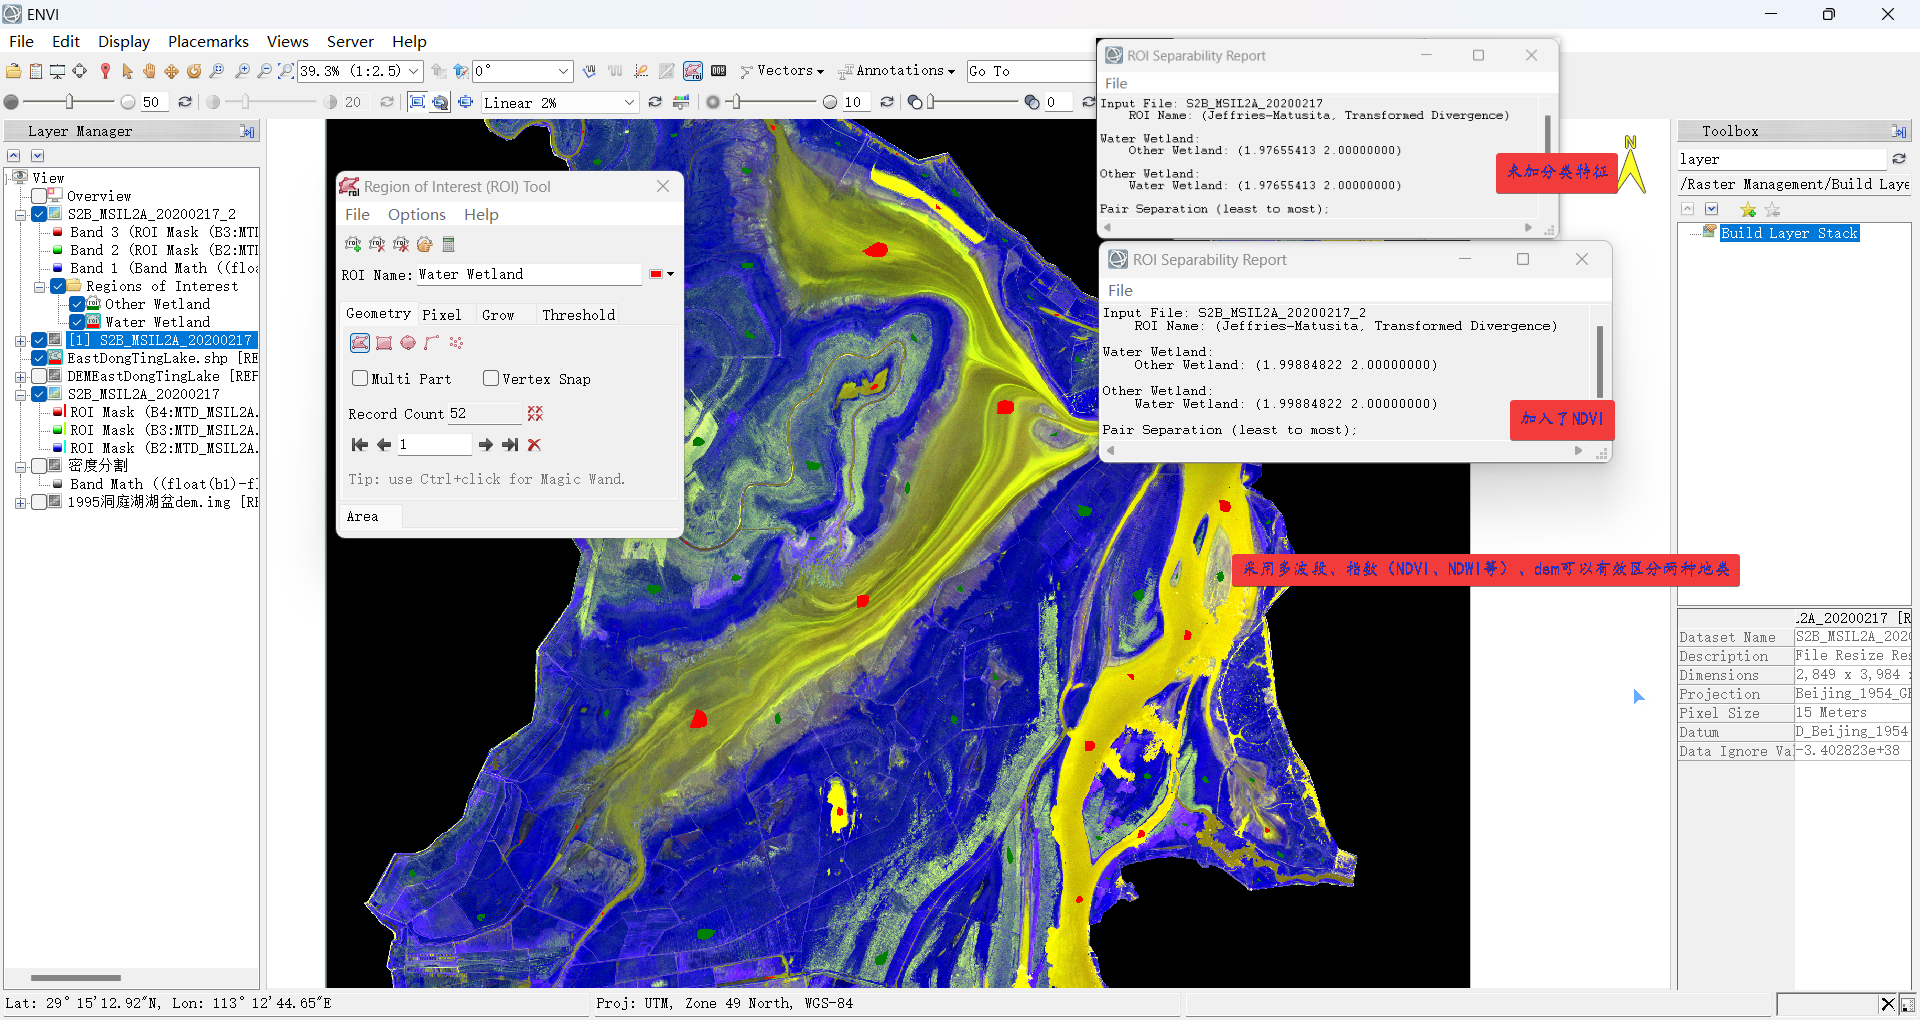 ENVI
File Edit Display Placemarks Views Server Help
39.3% (1:2.5) 0° Vectors Annotations Go To
50 20 Linear 2% 10 0
Layer Manager
View
Overview
S2B_MSIL2A_20200217_2
Band 3 (ROI Mask (B3:MTI
Band 2 (ROI Mask (B2:MTI
Band 1 (Band Math ((floa
Regions of Interest
Other Wetland
Water Wetland
[1] S2B_MSIL2A_20200217
EastDongTingLake.shp [RE
DEMEastDongTingLake [REF
S2B_MSIL2A_20200217
ROI Mask (B4:MTD_MSIL2A.
ROI Mask (B3:MTD_MSIL2A.
ROI Mask (B2:MTD_MSIL2A.
密度分割
Band Math ((float(b1)-fl
1995洞庭湖湖盆dem.img [RE
Region of Interest (ROI) Tool
File Options Help
ROI Name: Water Wetland
Geometry Pixel Grow Threshold
Multi Part Vertex Snap
Record Count 52
1
Tip: use Ctrl+click for Magic Wand.
Area
ROI Separability Report
File
Input File: S2B_MSIL2A_20200217
ROI Name: (Jeffries-Matusita, Transformed Divergence)
Water Wetland:
Other Wetland: (1.97655413 2.00000000)
Other Wetland:
Water Wetland: (1.97655413 2.00000000)
Pair Separation (least to most);
未加分类特征
N
ROI Separability Report
File
Input File: S2B_MSIL2A_20200217_2
ROI Name: (Jeffries-Matusita, Transformed Divergence)
Water Wetland:
Other Wetland: (1.99884822 2.00000000)
Other Wetland:
Water Wetland: (1.99884822 2.00000000)
Pair Separation (least to most);
加入了NDVI
采用多波段、指数（NDVI、NDWI等）、dem可以有效区分两种地类
Toolbox
layer
/Raster Management/Build Laye
Build Layer Stack
.2A_20200217 [R
Dataset Name S2B_MSIL2A_2020
Description File Resize Res
Dimensions 2,849 x 3,984 :
Projection Beijing_1954_GI
Pixel Size 15 Meters
Datum D_Beijing_1954
Data Ignore Va -3.402823e+38
Lat: 29° 15'12.92"N, Lon: 113° 12'44.65"E
Proj: UTM, Zone 49 North, WGS-84